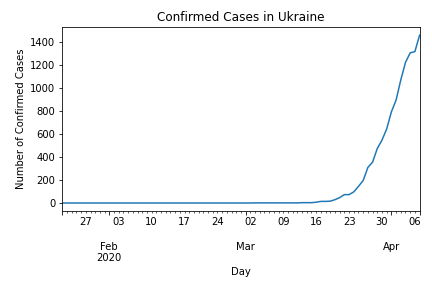 Confirmed Cases in Ukraine
Number of Confirmed Cases
1400
1200
1000
800
600
400
200
0
27 03 10 17 24 02 09 16 23 30 06
Feb Mar Apr
2020
Day